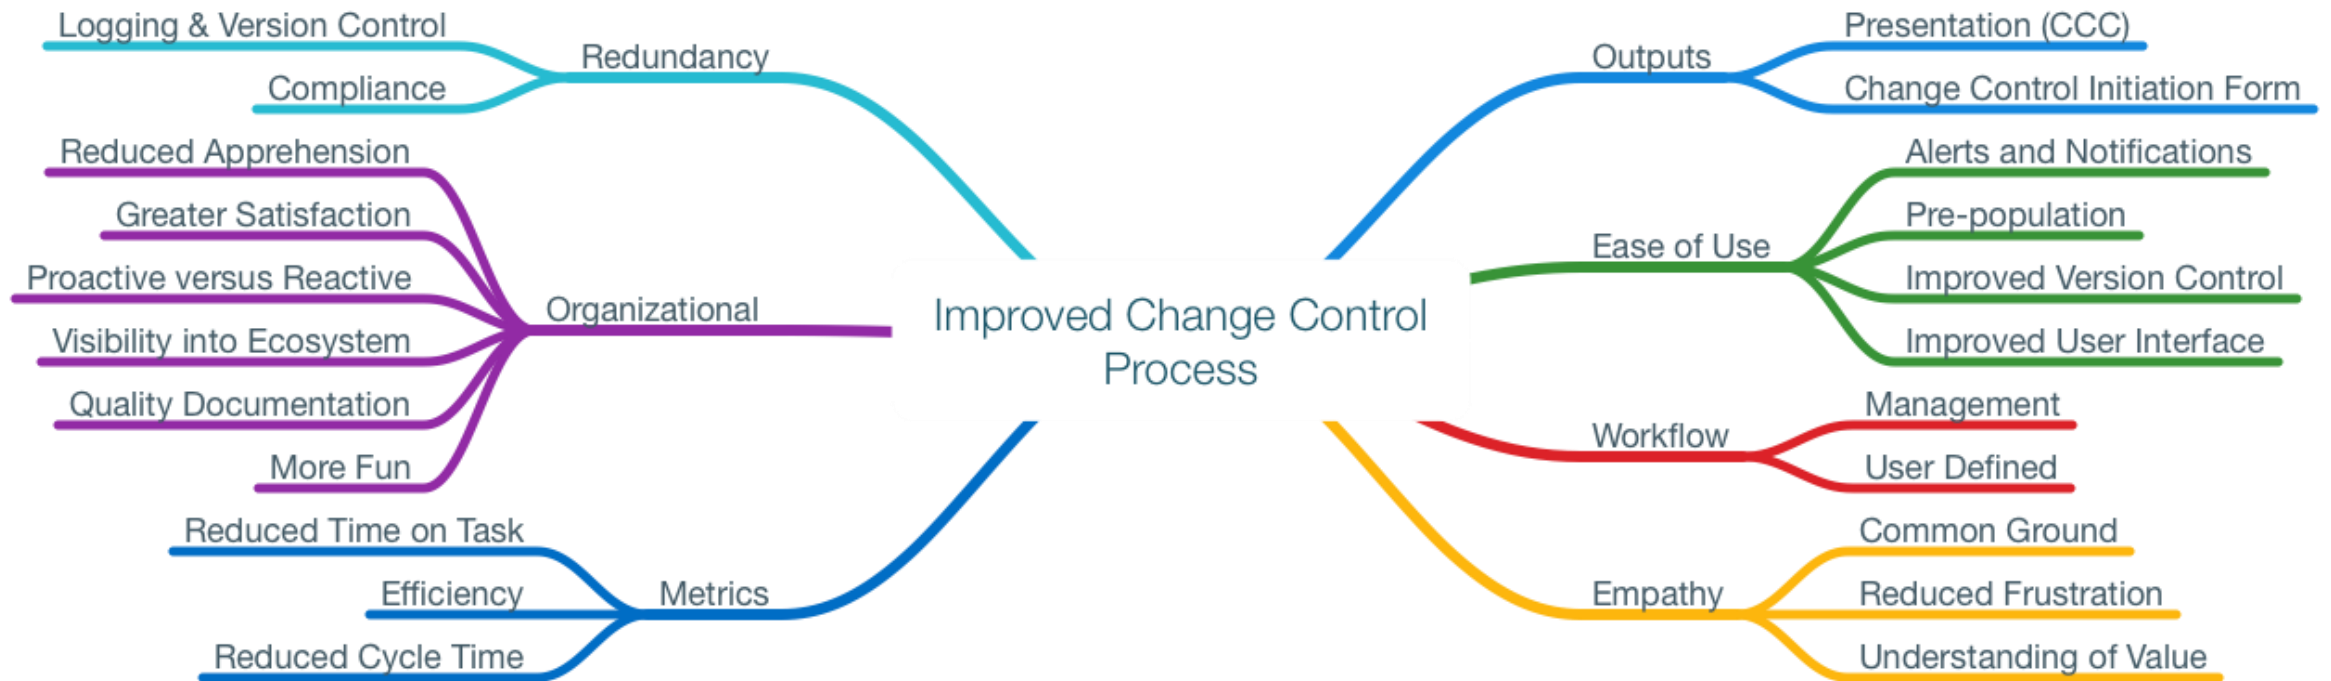 Logging & Version Control
Compliance
Redundancy
Reduced Apprehension
Greater Satisfaction
Proactive versus Reactive
Visibility into Ecosystem
Quality Documentation
More Fun
Organizational
Reduced Time on Task
Efficiency
Reduced Cycle Time
Metrics
Improved Change Control
Process
Outputs
Presentation (CCC)
Change Control Initiation Form
Ease of Use
Alerts and Notifications
Pre-population
Improved Version Control
Improved User Interface
Workflow
Management
User Defined
Empathy
Common Ground
Reduced Frustration
Understanding of Value